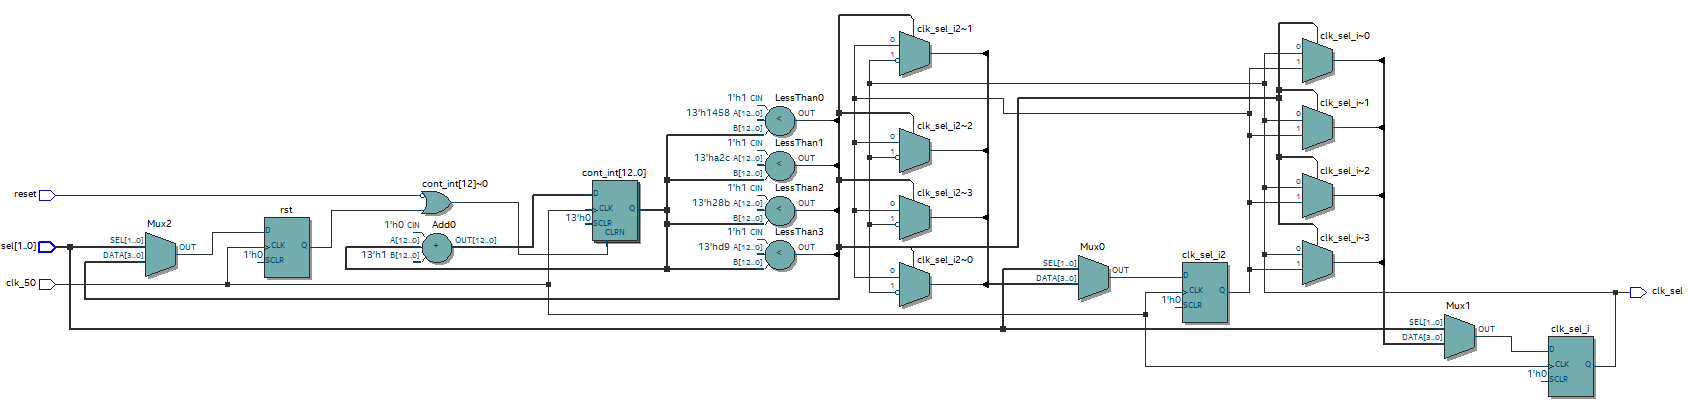 reset
sel[1..0]
clk_50
Mux2
SEL[1..0]
DATA[3..0]
OUT
rst
D
CLK
1'h0
SCLR
Q
cont_int[12]~0
Add0
1'h0 CIN
A[12..0]
13'h1 B[12..0]
OUT[12..0]
cont_int[12..0]
D
CLK
13'h0
SCLR
CLRN
Q
LessThan0
1'h1 CIN
13'h1458 A[12..0]
B[12..0]
<
OUT
LessThan1
1'h1 CIN
13'ha2c A[12..0]
B[12..0]
<
OUT
LessThan2
1'h1 CIN
13'h28b A[12..0]
B[12..0]
<
OUT
LessThan3
1'h1 CIN
13'hd9 A[12..0]
B[12..0]
<
OUT
clk_sel_i2~1
0
1
clk_sel_i2~2
0
1
clk_sel_i2~3
0
1
clk_sel_i2~0
0
1
Mux0
SEL[1..0]
DATA[3..0]
OUT
clk_sel_i2
D
CLK
1'h0
SCLR
Q
clk_sel_i~0
0
1
clk_sel_i~1
0
1
clk_sel_i~2
0
1
clk_sel_i~3
0
1
Mux1
SEL[1..0]
DATA[3..0]
OUT
clk_sel_i
D
CLK
1'h0
SCLR
Q
clk_sel